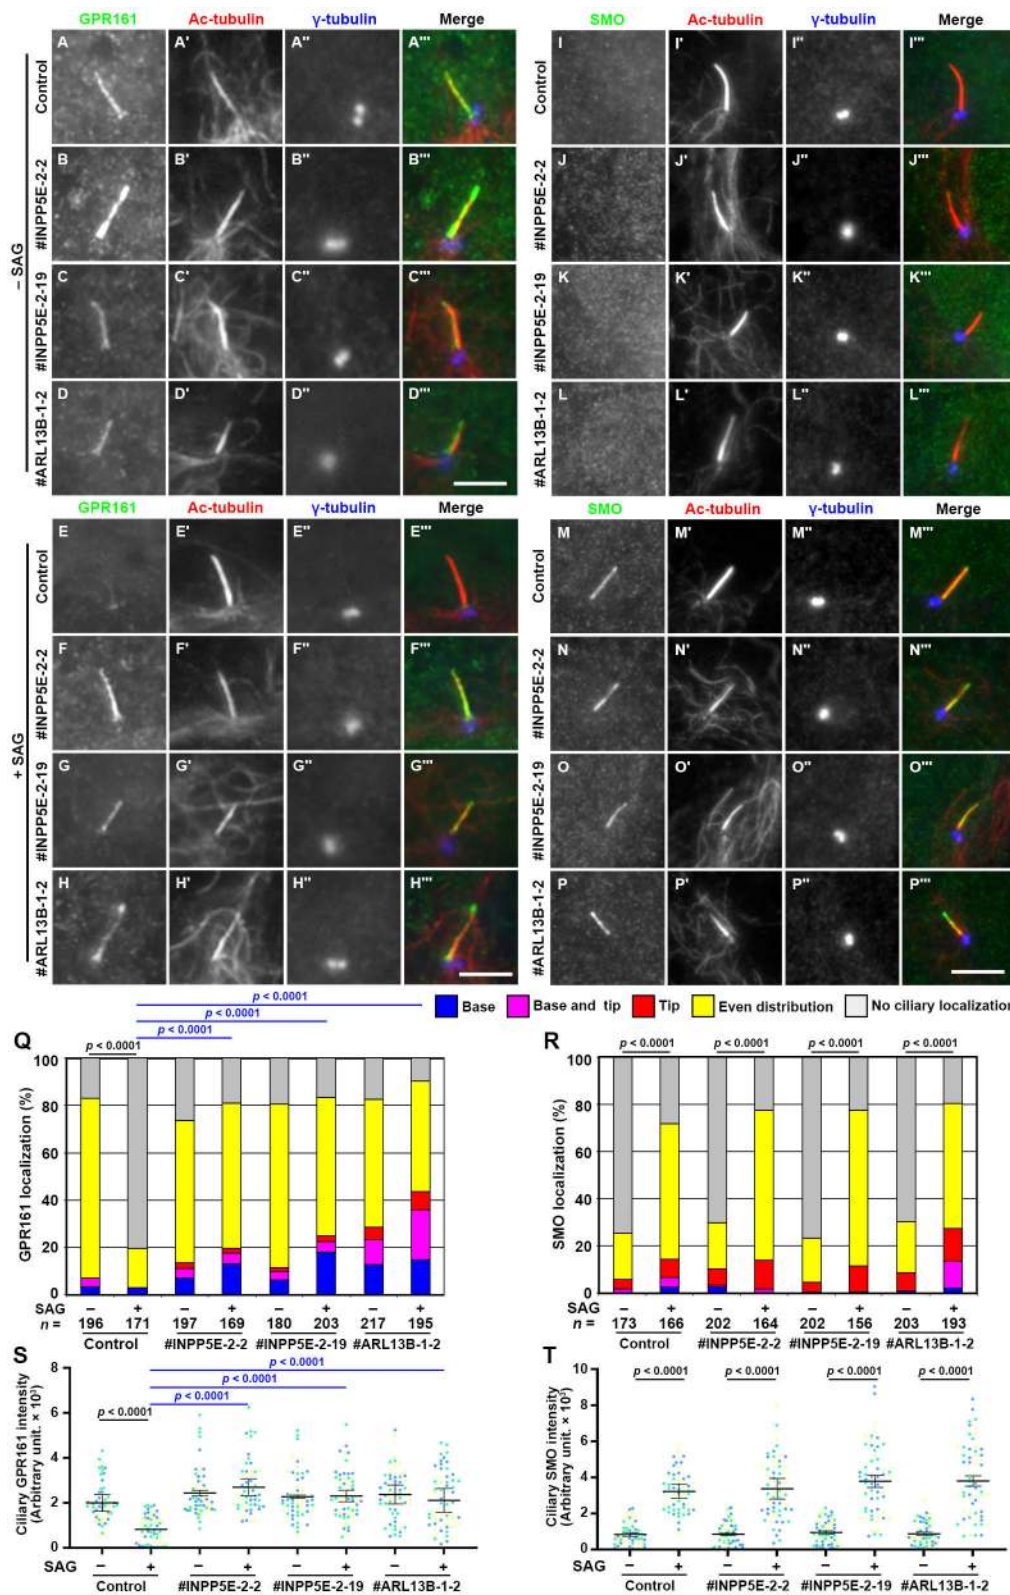 GPR161 Ac-tubulin γ-tubulin Merge
SMO Ac-tubulin γ-tubulin Merge
– SAG
Control
A A' A'' A'''
I I' I'' I'''
#INPP5E-2-2
B B' B'' B'''
J J' J'' J'''
#INPP5E-2-19
C C' C'' C'''
K K' K'' K'''
#ARL13B-1-2
D D' D'' D'''
L L' L'' L'''
GPR161 Ac-tubulin γ-tubulin Merge
SMO Ac-tubulin γ-tubulin Merge
+ SAG
Control
E E' E'' E'''
M M' M'' M'''
#INPP5E-2-2
F F' F'' F'''
N N' N'' N'''
#INPP5E-2-19
G G' G'' G'''
O O' O'' O'''
#ARL13B-1-2
H H' H'' H'''
P P' P'' P'''
Control
#INPP5E-2-2
#INPP5E-2-19
#ARL13B-1-2
Control
#INPP5E-2-2
#INPP5E-2-19
#ARL13B-1-2
Base Base and tip Tip Even distribution No ciliary localization
Q
p < 0.0001
p < 0.0001
p < 0.0001
p < 0.0001
GPR161 localization (%)
100
80
60
40
20
0
SAG – + – + – + – +
n = 196 171 197 169 180 203 217 195
Control #INPP5E-2-2 #INPP5E-2-19 #ARL13B-1-2
R
p < 0.0001 p < 0.0001 p < 0.0001 p < 0.0001
SMO localization (%)
100
80
60
40
20
0
SAG – + – + – + – +
n = 173 166 202 164 202 156 203 193
Control #INPP5E-2-2 #INPP5E-2-19 #ARL13B-1-2
S
p < 0.0001
p < 0.0001
p < 0.0001
p < 0.0001
Ciliary GPR161 intensity
(Arbitrary unit. × 10³)
8
6
4
2
0
SAG – + – + – + – +
Control #INPP5E-2-2 #INPP5E-2-19 #ARL13B-1-2
T
p < 0.0001 p < 0.0001 p < 0.0001 p < 0.0001
Ciliary SMO intensity
(Arbitrary unit. × 10³)
10
8
6
4
2
0
SAG – + – + – + – +
Control #INPP5E-2-2 #INPP5E-2-19 #ARL13B-1-2